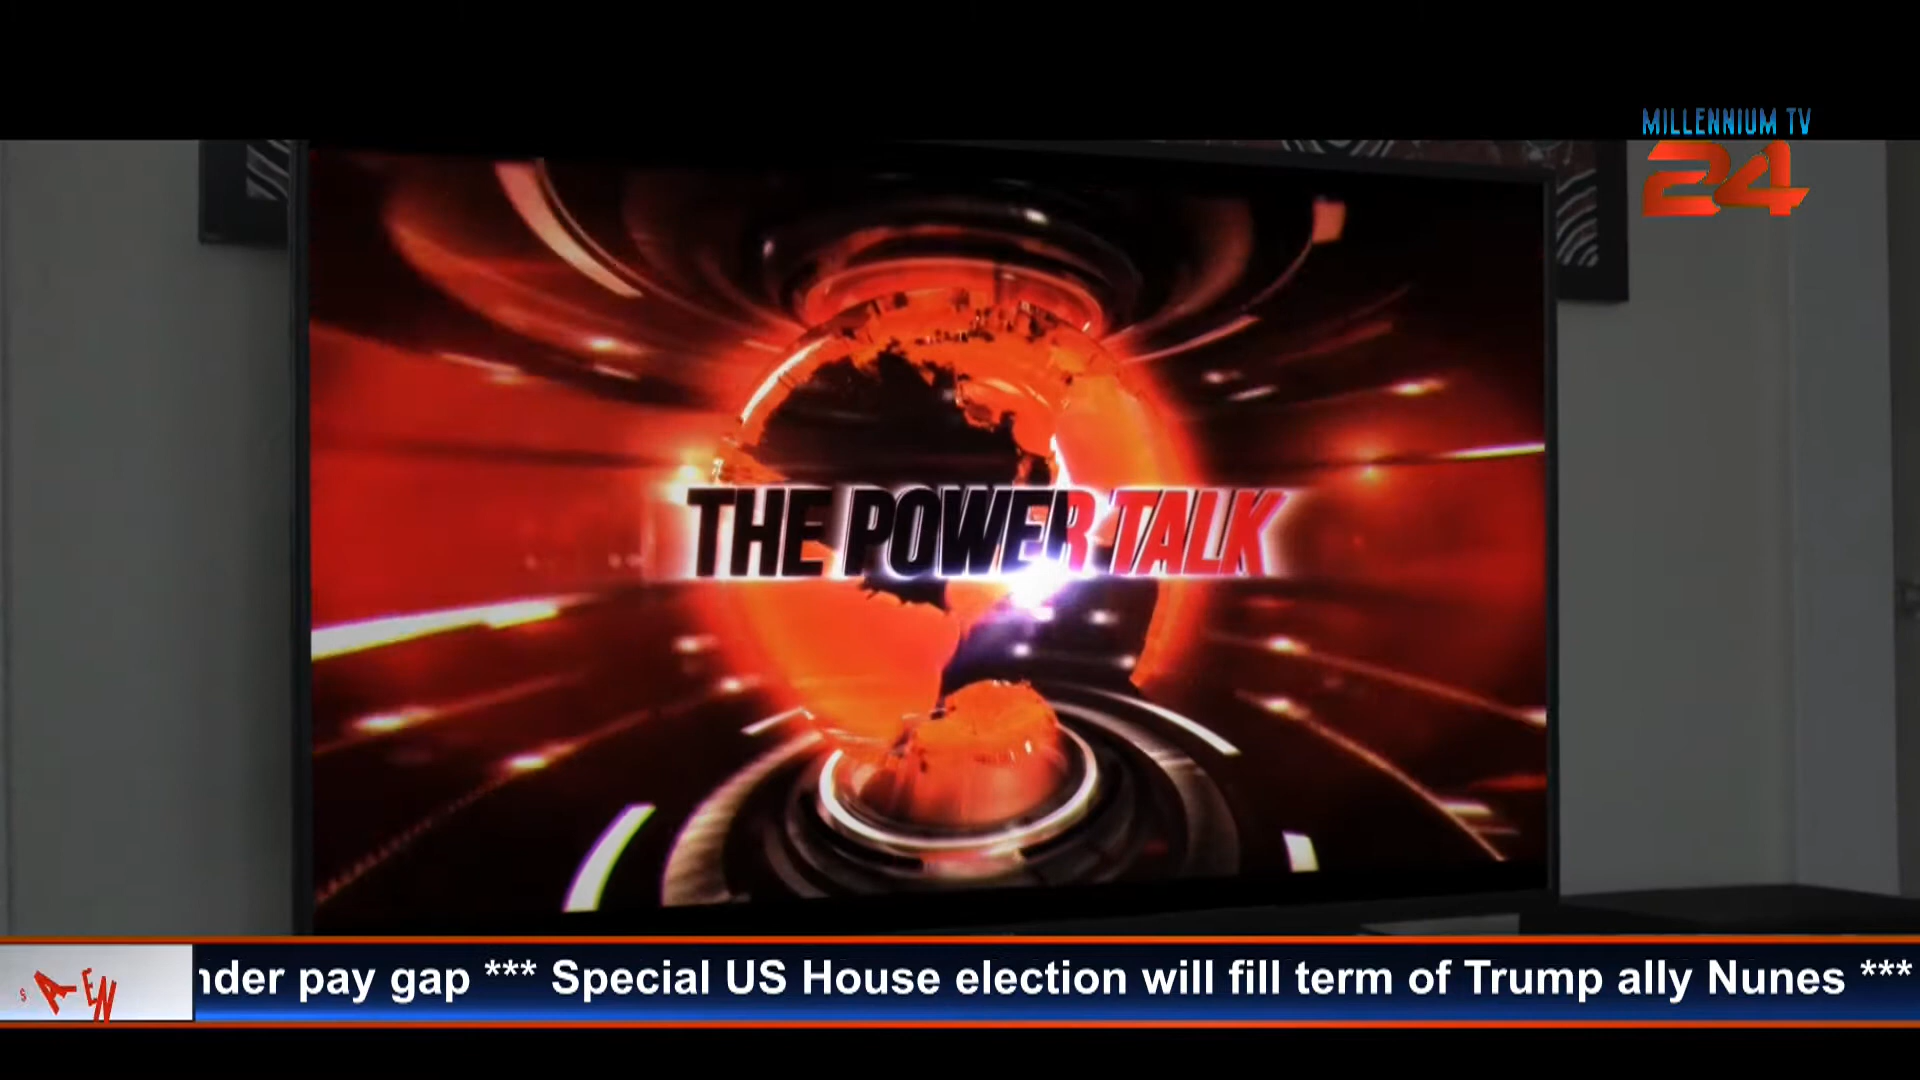 MILLENNIUM TV
24
THE POWER TALK
nder pay gap *** Special US House election will fill term of Trump ally Nunes ***